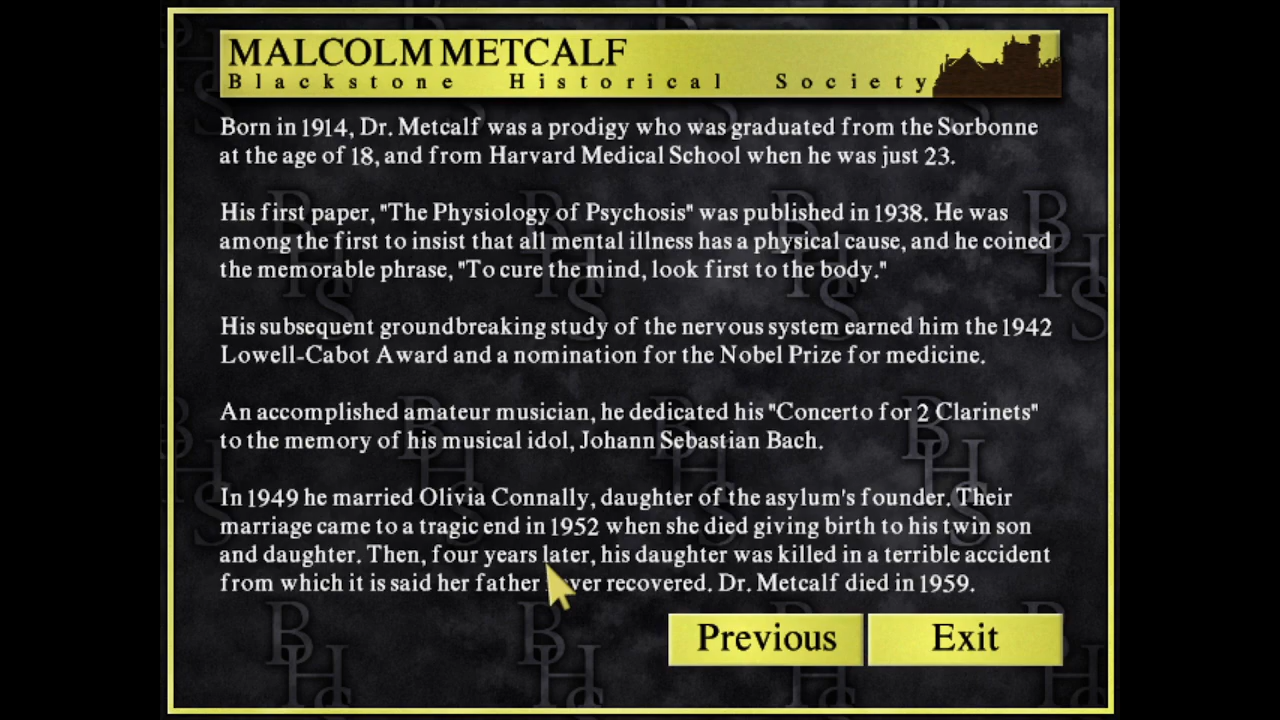 MALCOLM METCALF
Blackstone Historical Society
Born in 1914, Dr. Metcalf was a prodigy who was graduated from the Sorbonne
at the age of 18, and from Harvard Medical School when he was just 23.
His first paper, "The Physiology of Psychosis" was published in 1938. He was
among the first to insist that all mental illness has a physical cause, and he coined
the memorable phrase, "To cure the mind, look first to the body."
His subsequent groundbreaking study of the nervous system earned him the 1942
Lowell-Cabot Award and a nomination for the Nobel Prize for medicine.
An accomplished amateur musician, he dedicated his "Concerto for 2 Clarinets"
to the memory of his musical idol, Johann Sebastian Bach.
In 1949 he married Olivia Connally, daughter of the asylum's founder. Their
marriage came to a tragic end in 1952 when she died giving birth to his twin son
and daughter. Then, four years later, his daughter was killed in a terrible accident
from which it is said her father never recovered. Dr. Metcalf died in 1959.
Previous Exit